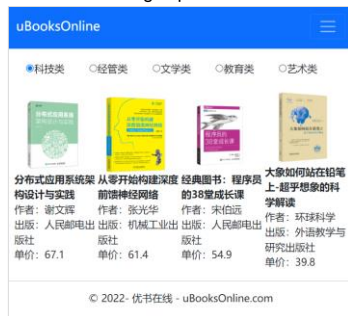 uBooksOnline
科技类 经管类 文学类 教育类 艺术类
分布式应用系统架
构设计与实践
作者：谢文辉
出版：人民邮电出
版社
单价：67.1
从零开始构建深度
前馈神经网络
作者：张光华
出版：机械工业出
版社
单价：61.4
经典图书：程序员
的38堂成长课
作者：宋伯远
出版：人民邮电出
版社
单价：54.9
大象如何站在铅笔
上-超乎想象的科
学解读
作者：环球科学
出版：外语教学与
研究出版社
单价：39.8
© 2022- 优书在线 - uBooksOnline.com